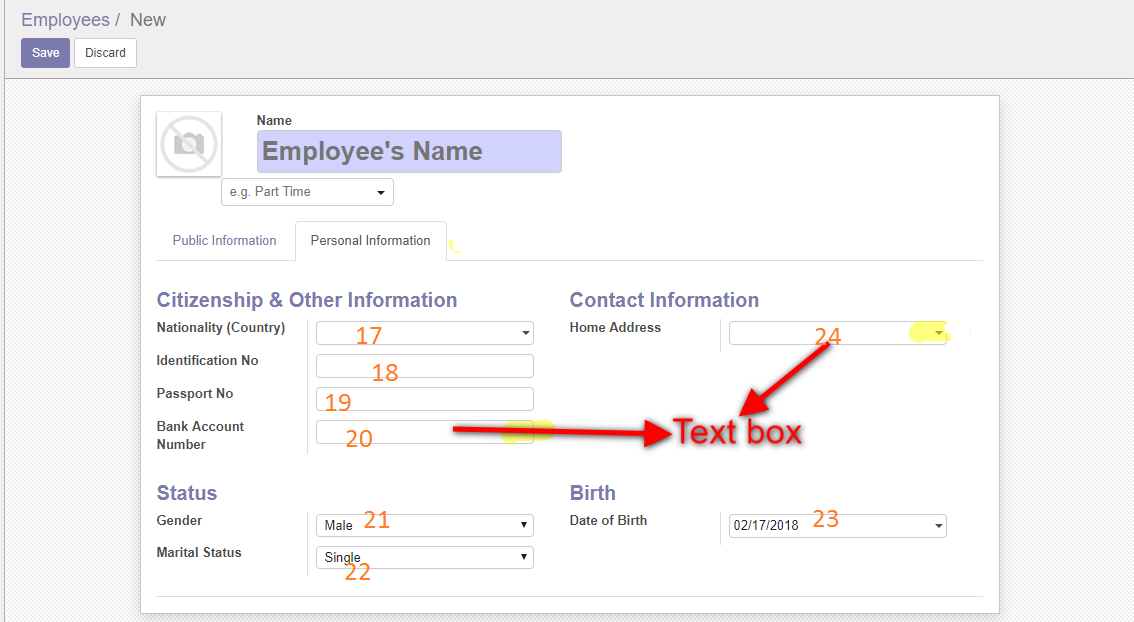 Employees / New
Save Discard
Name
Employee's Name
e.g. Part Time
Public Information Personal Information
Citizenship & Other Information
Nationality (Country) 17
Identification No 18
Passport No 19
Bank Account
Number 20
Contact Information
Home Address 24
Text box
Status
Gender Male 21
Marital Status Single 22
Birth
Date of Birth 02/17/2018 23